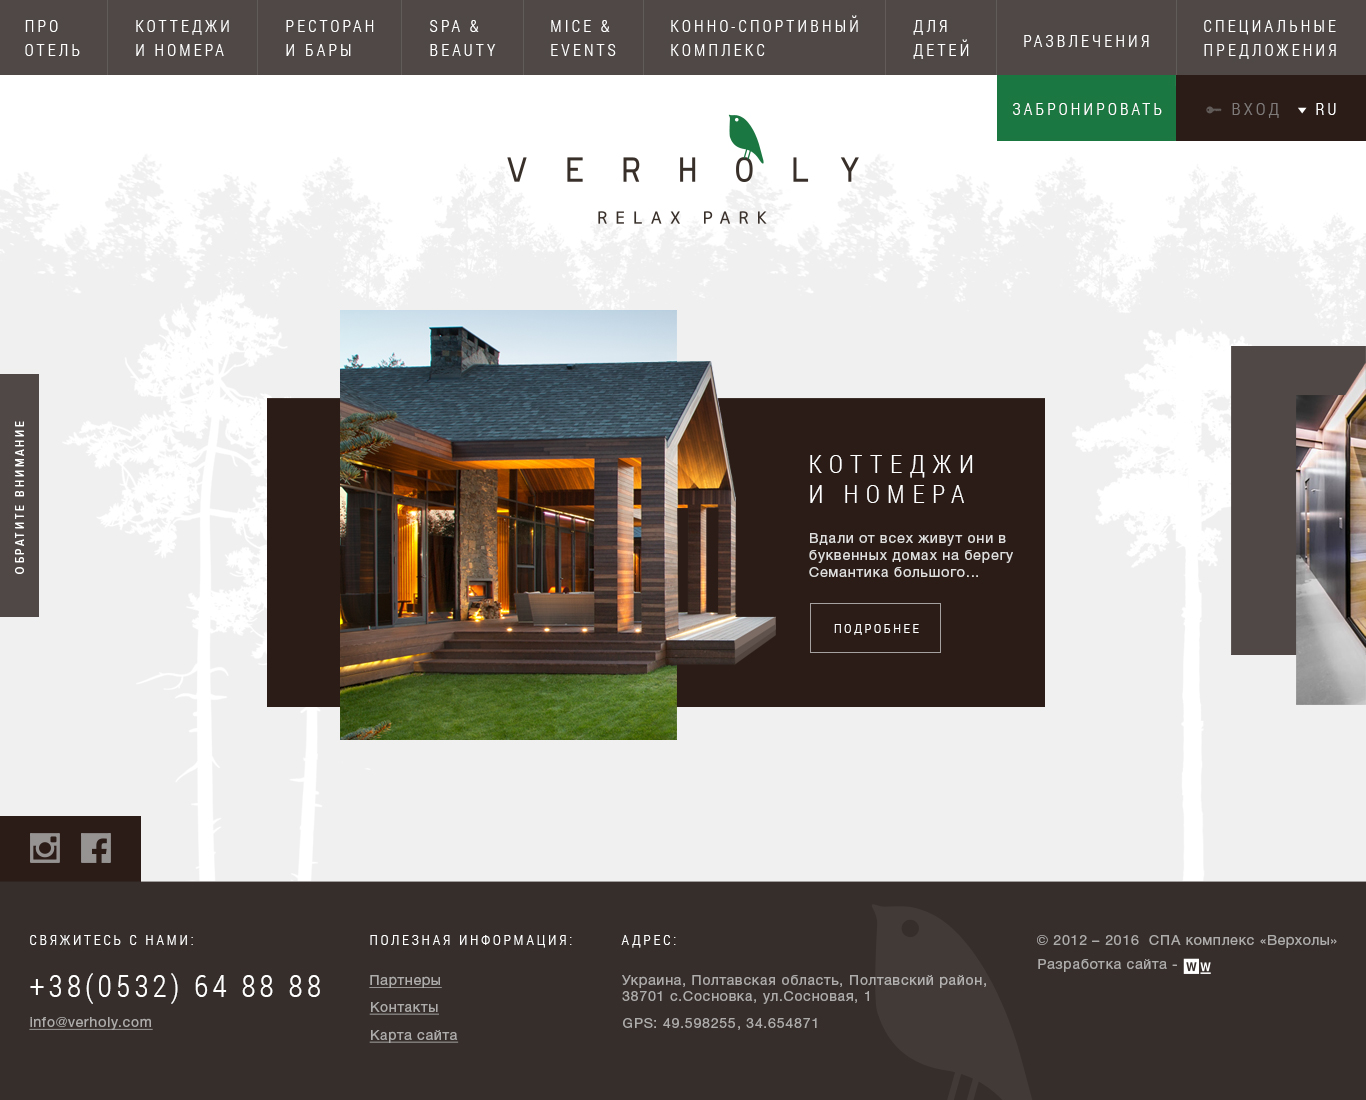 ПРО
ОТЕЛЬ
КОТТЕДЖИ
И НОМЕРА
РЕСТОРАН
И БАРЫ
SPA &
BEAUTY
MICE &
EVENTS
КОННО-СПОРТИВНЫЙ
КОМПЛЕКС
ДЛЯ
ДЕТЕЙ
РАЗВЛЕЧЕНИЯ
СПЕЦИАЛЬНЫЕ
ПРЕДЛОЖЕНИЯ
ЗАБРОНИРОВАТЬ
ВХОД
RU
VERHOLY
RELAX PARK
ОБРАТИТЕ ВНИМАНИЕ
КОТТЕДЖИ
И НОМЕРА
Вдали от всех живут они в
буквенных домах на берегу
Семантика большого...
ПОДРОБНЕЕ
СВЯЖИТЕСЬ С НАМИ:
+38(0532) 64 88 88
info@verholy.com
ПОЛЕЗНАЯ ИНФОРМАЦИЯ:
Партнеры
Контакты
Карта сайта
АДРЕС:
Украина, Полтавская область, Полтавский район,
38701 с.Сосновка, ул.Сосновая, 1
GPS: 49.598255, 34.654871
© 2012 – 2016 СПА комплекс «Верхолы»
Разработка сайта - WW